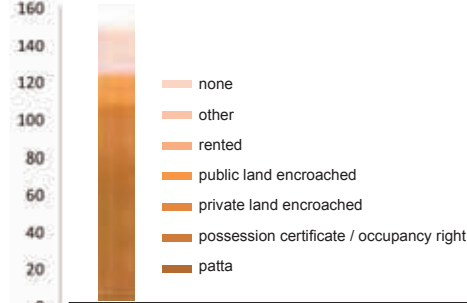 160
140
120
100
80
60
40
20
none
other
rented
public land encroached
private land encroached
possession certificate / occupancy right
patta